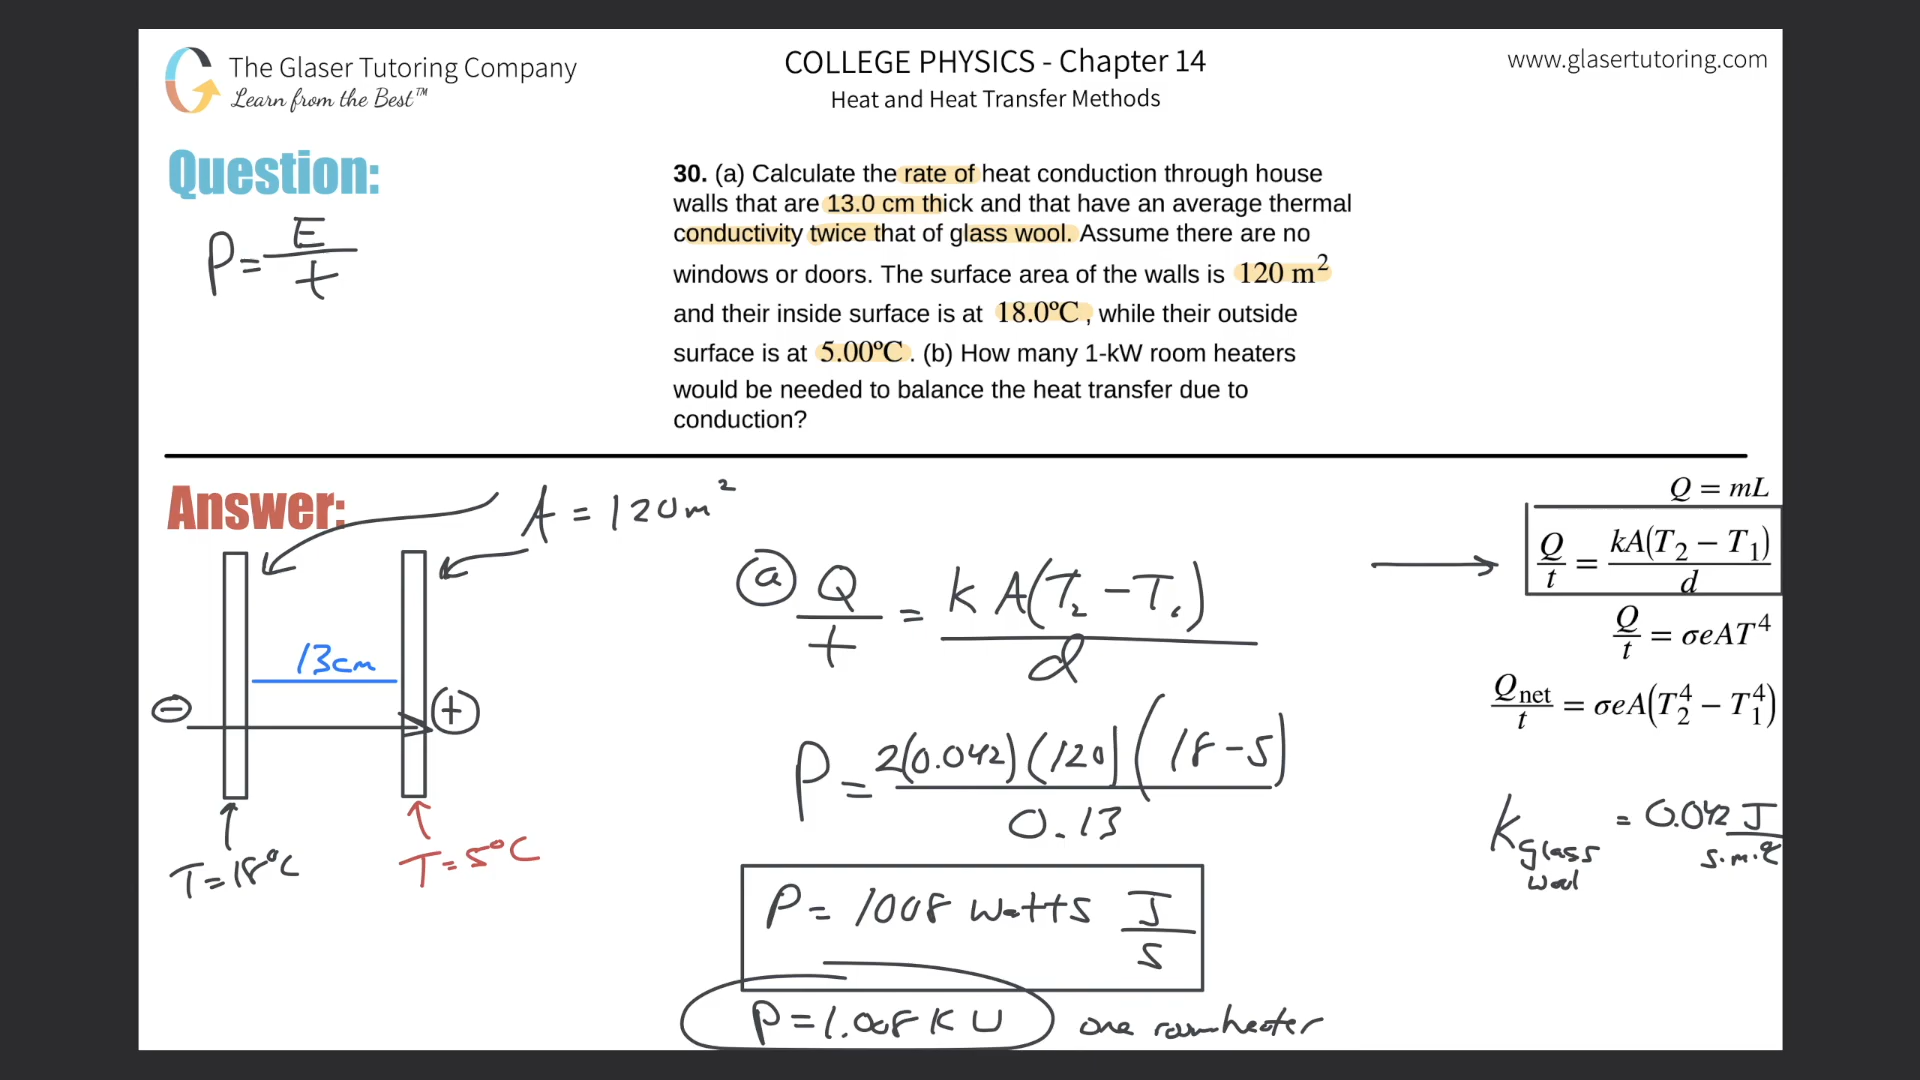 The Glaser Tutoring Company
Learn from the Best™
COLLEGE PHYSICS - Chapter 14
Heat and Heat Transfer Methods
www.glasertutoring.com
Question:
P = E / t
30. (a) Calculate the rate of heat conduction through house
walls that are 13.0 cm thick and that have an average thermal
conductivity twice that of glass wool. Assume there are no
windows or doors. The surface area of the walls is 120 m²
and their inside surface is at 18.0ºC , while their outside
surface is at 5.00ºC . (b) How many 1-kW room heaters
would be needed to balance the heat transfer due to
conduction?
Answer:
A = 120m²
13cm
−
+
T=18°C
T=5°C
a Q/t = kA(T₂ − T₁) / d
P = 2(0.042)(120)(18−5) / 0.13
P = 1008 watts J/s
P = 1.008 KW one roomheater
Q = mL
Q/t = kA(T₂ − T₁) / d
Q/t = σeAT⁴
Qnet/t = σeA(T₂⁴ − T₁⁴)
k glass wool = 0.042 J / s.m.°C